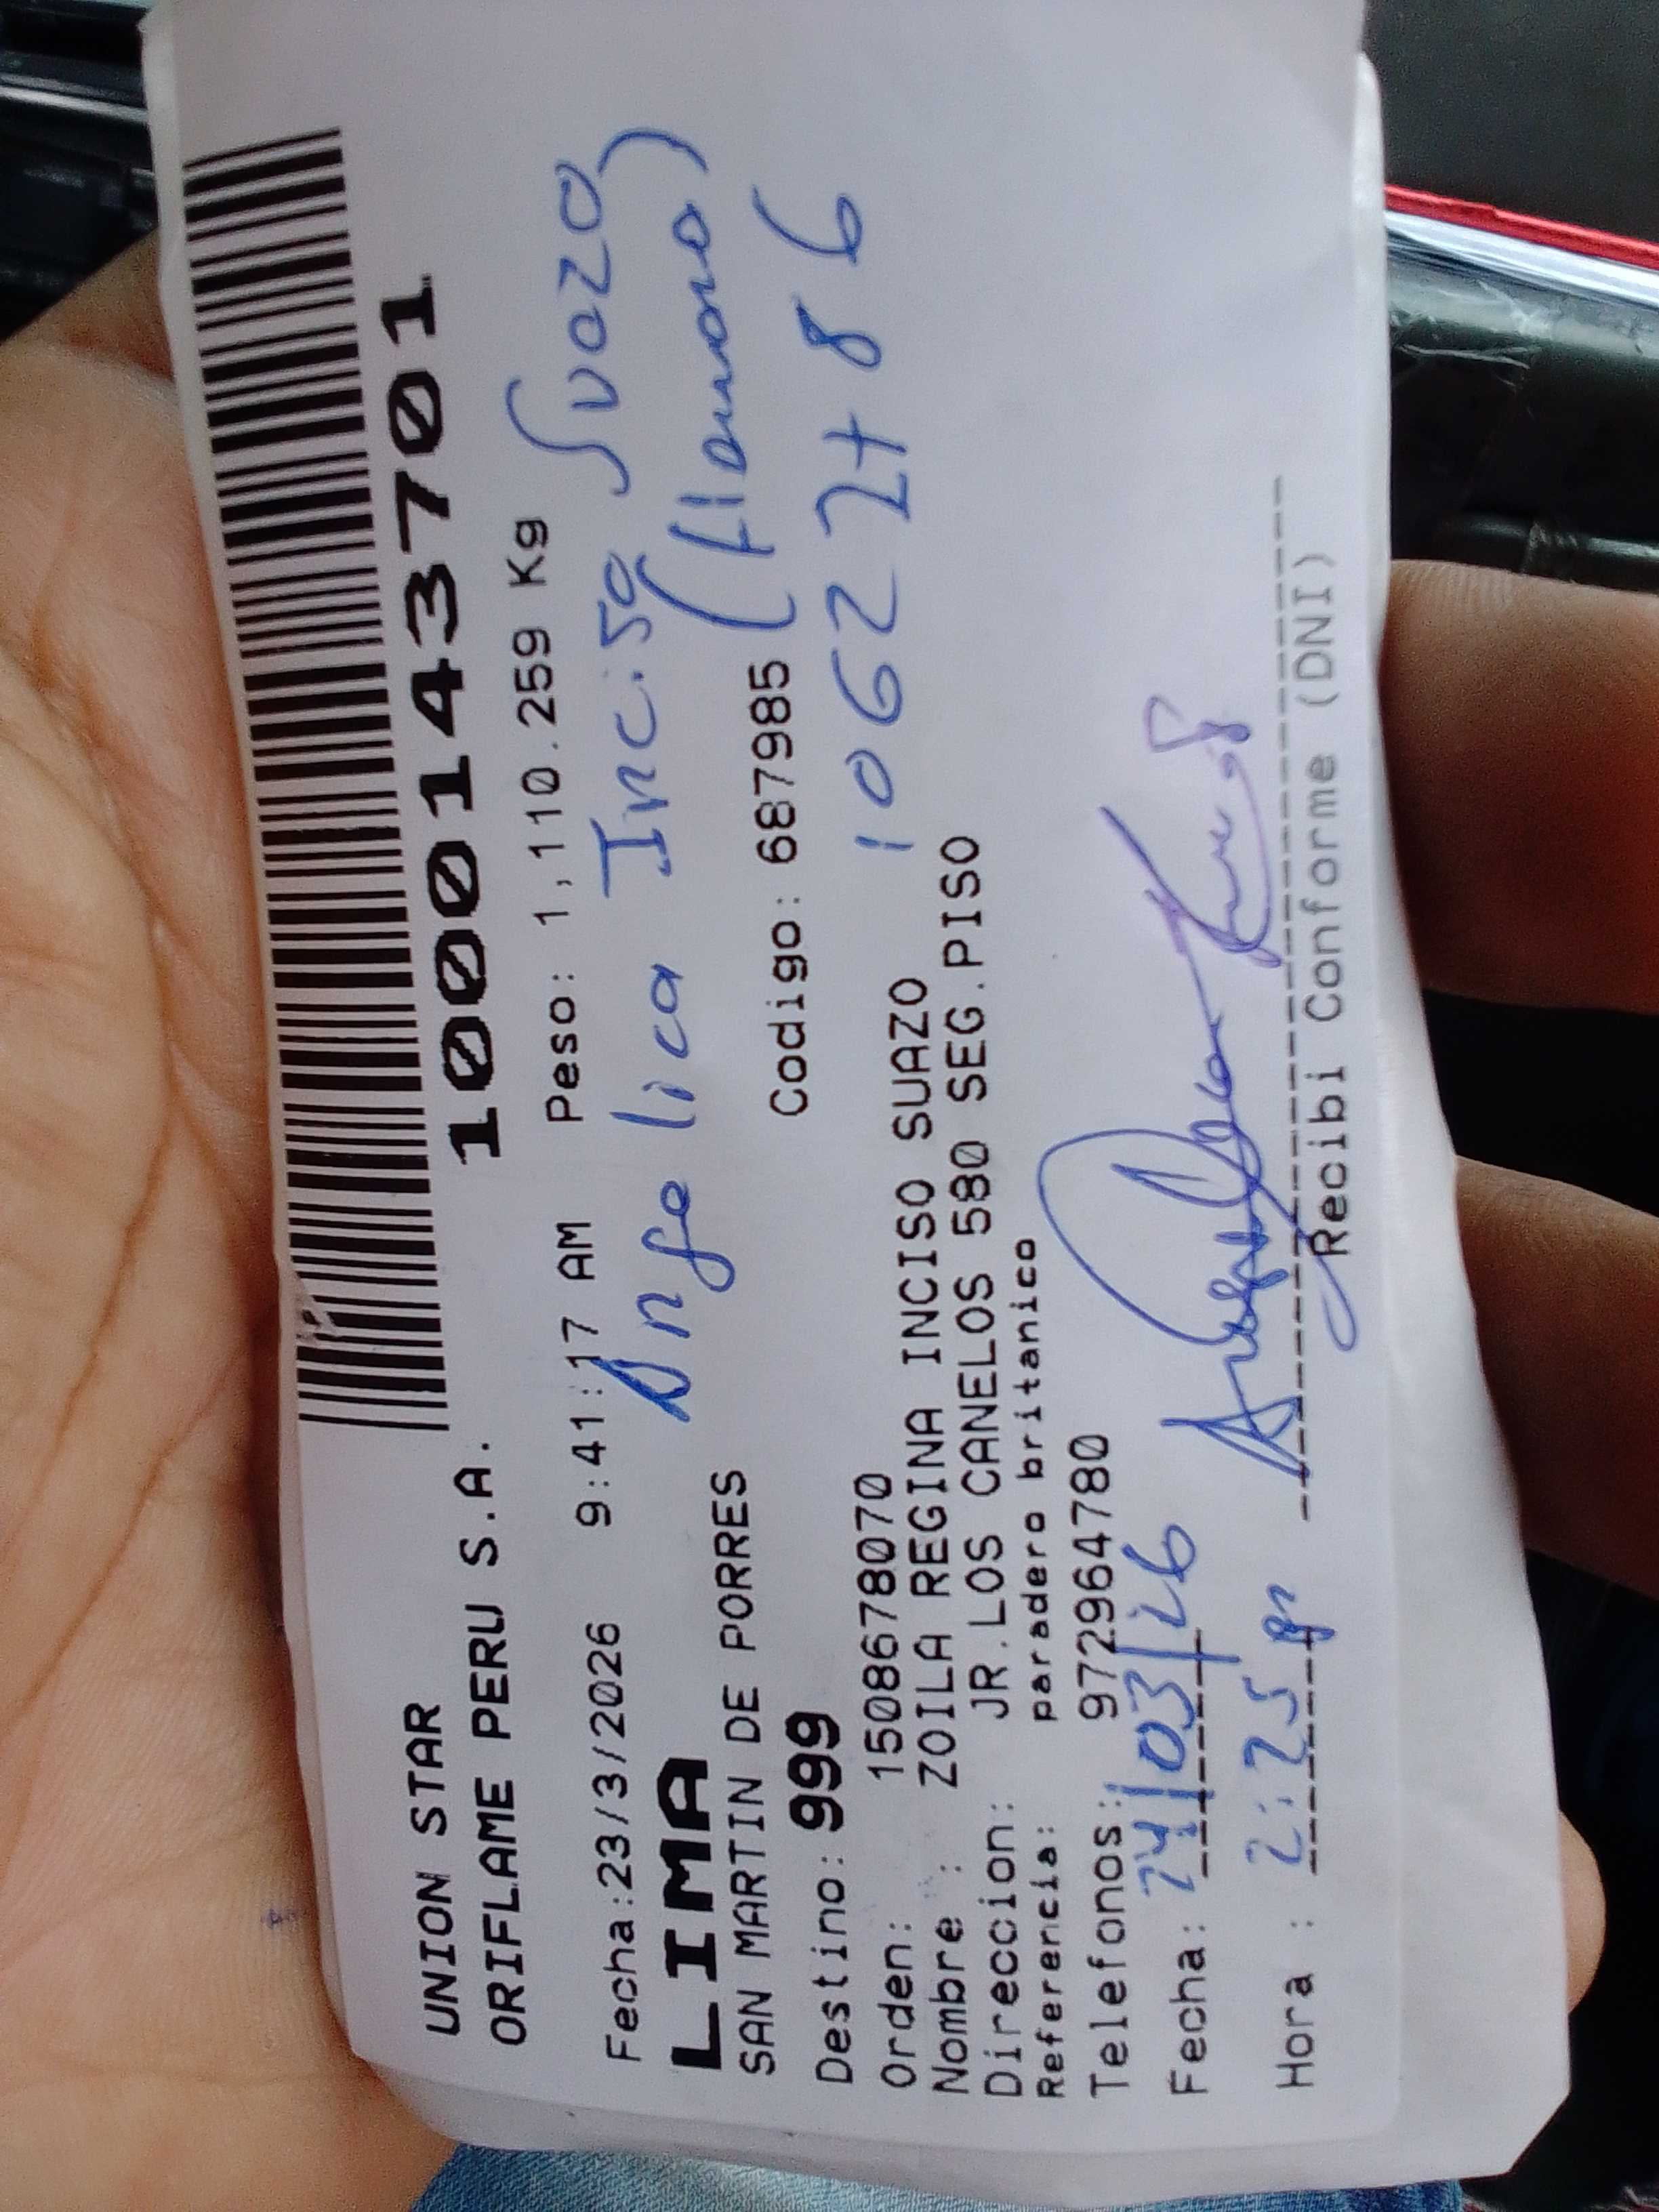 1000143701
UNION STAR
ORIFLAME PERU S.A.
Fecha:23/3/2026 9:41:17 AM Peso: 1,110.259 Kg
Angelica Inciso Suazo
LIMA
(Hermana)
SAN MARTIN DE PORRES
Codigo: 687985
Destino: 999
10622786
Orden: 1508678070
Nombre : ZOILA REGINA INCISO SUAZO
Direccion: JR.LOS CANELOS 580 SEG.PISO
Referencia: paradero britanico
Telefonos: 972964780
Fecha: 24/03/26
Hora : 2:25
Recibi Conforme (DNI)